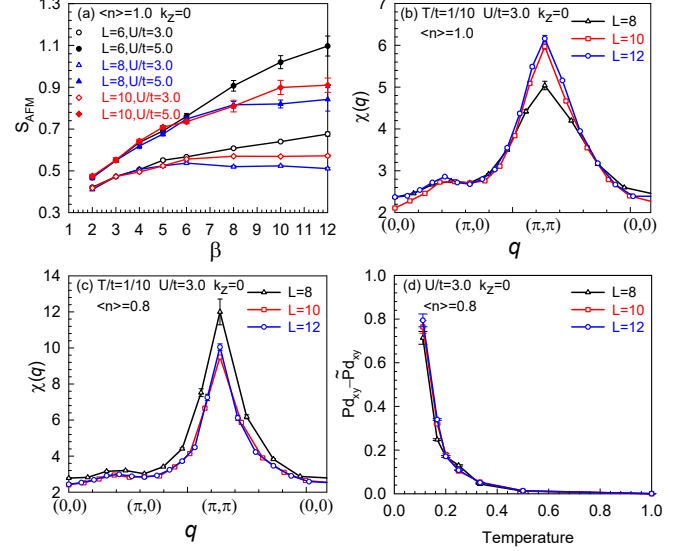 (a) <n>=1.0 k_z=0
L=6,U/t=3.0
L=6,U/t=5.0
L=8,U/t=3.0
L=8,U/t=5.0
L=10,U/t=3.0
L=10,U/t=5.0
S_AFM
1.1
0.9
0.7
0.5
0.3
1 2 3 4 5 6 7 8 9 10 11 12
β
(b) T/t=1/10 U/t=3.0 k_z=0
<n>=1.0
L=8
L=10
L=12
χ(q)
7
6
5
4
3
2
(0,0) (π,0) (π,π) (0,0)
q
(c) T/t=1/10 U/t=3.0 k_z=0
<n>=0.8
L=8
L=10
L=12
χ(q)
16
14
12
10
8
6
4
2
(0,0) (π,0) (π,π) (0,0)
q
(d) U/t=3.0 k_z=0
<n>=0.8
L=8
L=10
L=12
Pd_xy-P̃d_xy
1.0
0.8
0.6
0.4
0.2
0.0
0.0 0.2 0.4 0.6 0.8 1.0
Temperature